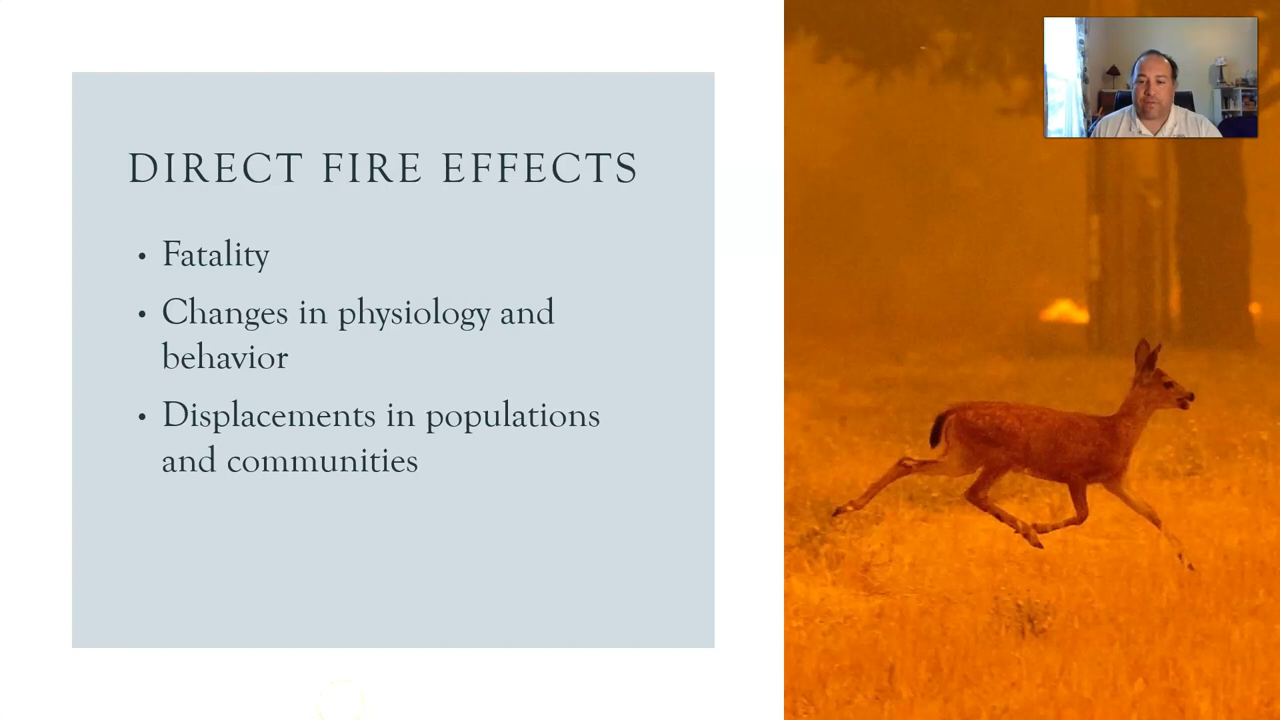 DIRECT FIRE EFFECTS
• Fatality
• Changes in physiology and
behavior
• Displacements in populations
and communities